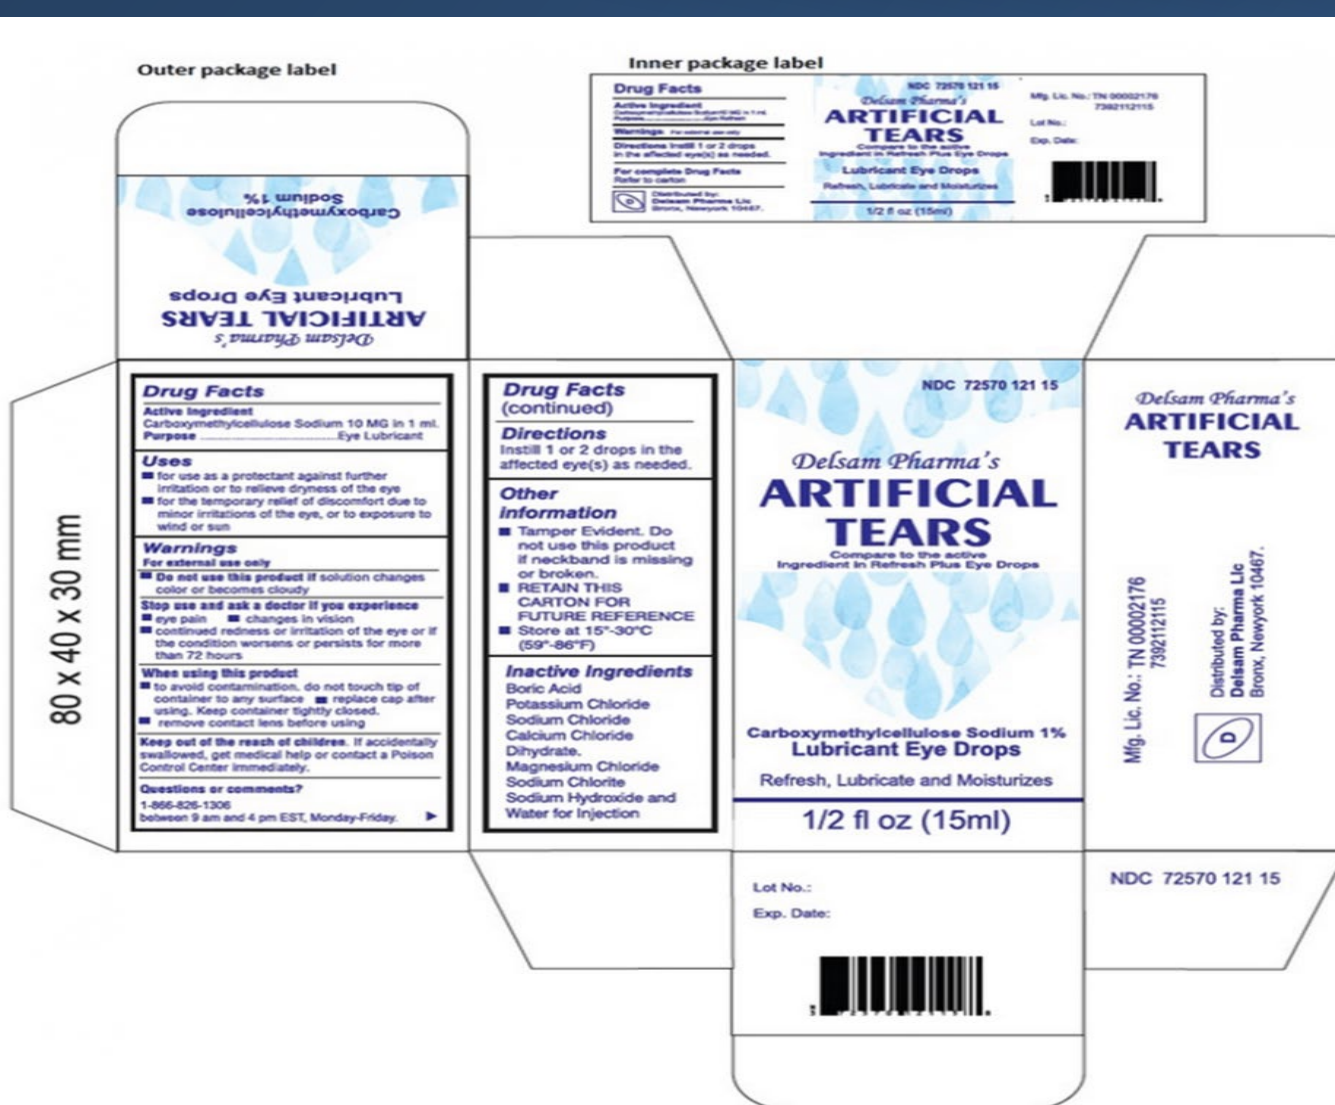 Outer package label
Inner package label
Drug Facts
Active Ingredient
Carboxymethylcellulose Sodium 10 MG in 1 ml.
Purpose
Warnings For external use only
Directions Instill 1 or 2 drops
in the affected eye(s) as needed.
For complete Drug Facts
Refer to carton
D
Distributed by:
Delsam Pharma Llc
Bronx, Newyork 10467.
NDC 72570 121 15
Delsam Pharma's
ARTIFICIAL
TEARS
Compare to the active
Ingredient in Refresh Plus Eye Drops
Lubricant Eye Drops
Refresh, Lubricate and Moisturizes
1/2 fl oz (15ml)
Mfg. Lic. No.: TN 00002176
7392112115
Lot No.:
Exp. Date:
Delsam Pharma's
ARTIFICIAL TEARS
Lubricant Eye Drops
Carboxymethylcellulose
Sodium 1%
80 x 40 x 30 mm
Drug Facts
Active Ingredient
Carboxymethylcellulose Sodium 10 MG in 1 ml.
Purpose ........................................ Eye Lubricant
Uses
■ for use as a protectant against further
irritation or to relieve dryness of the eye
■ for the temporary relief of discomfort due to
minor irritations of the eye, or to exposure to
wind or sun
Warnings
For external use only
■ Do not use this product if solution changes
color or becomes cloudy
Stop use and ask a doctor if you experience
■ eye pain ■ changes in vision
■ continued redness or irritation of the eye or if
the condition worsens or persists for more
than 72 hours
When using this product
■ to avoid contamination, do not touch tip of
container to any surface ■ replace cap after
using. Keep container tightly closed.
■ remove contact lens before using
Keep out of the reach of children. If accidentally
swallowed, get medical help or contact a Poison
Control Center immediately.
Questions or comments?
1-866-826-1306
between 9 am and 4 pm EST, Monday-Friday.
Drug Facts
(continued)
Directions
Instill 1 or 2 drops in the
affected eye(s) as needed.
Other
information
■ Tamper Evident. Do
not use this product
if neckband is missing
or broken.
■ RETAIN THIS
CARTON FOR
FUTURE REFERENCE
■ Store at 15°-30°C
(59°-86°F)
Inactive Ingredients
Boric Acid
Potassium Chloride
Sodium Chloride
Calcium Chloride
Dihydrate.
Magnesium Chloride
Sodium Chlorite
Sodium Hydroxide and
Water for Injection
NDC 72570 121 15
Delsam Pharma's
ARTIFICIAL
TEARS
Compare to the active
Ingredient in Refresh Plus Eye Drops
Carboxymethylcellulose Sodium 1%
Lubricant Eye Drops
Refresh, Lubricate and Moisturizes
1/2 fl oz (15ml)
Lot No.:
Exp. Date:
Delsam Pharma's
ARTIFICIAL
TEARS
Mfg. Lic. No.: TN 00002176
7392112115
Distributed by:
Delsam Pharma Llc
Bronx, Newyork 10467.
D
NDC 72570 121 15